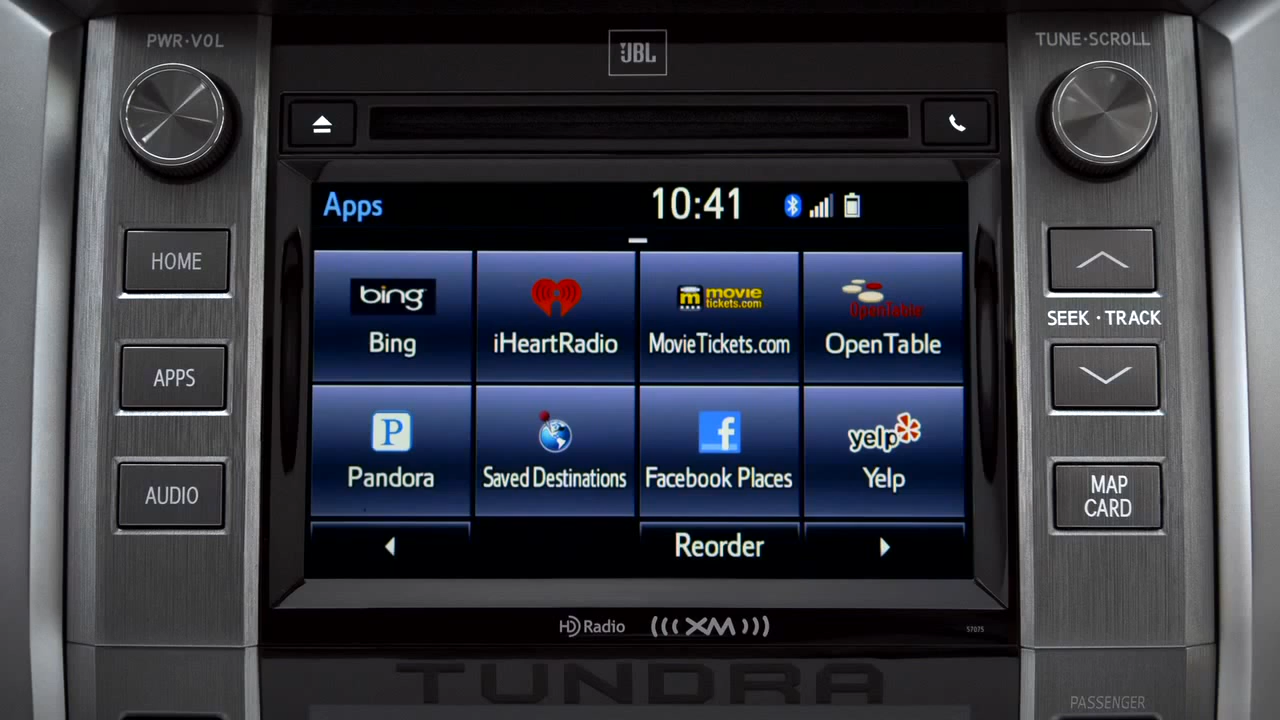 PWR·VOL
JBL
TUNE·SCROLL
Apps
10:41
HOME
APPS
AUDIO
bing
Bing
iHeartRadio
m movie tickets.com
MovieTickets.com
OpenTable
OpenTable
P
Pandora
Saved Destinations
f
Facebook Places
yelp
Yelp
Reorder
SEEK · TRACK
MAP
CARD
HD Radio
((( XM )))
57075
TUNDRA
PASSENGER